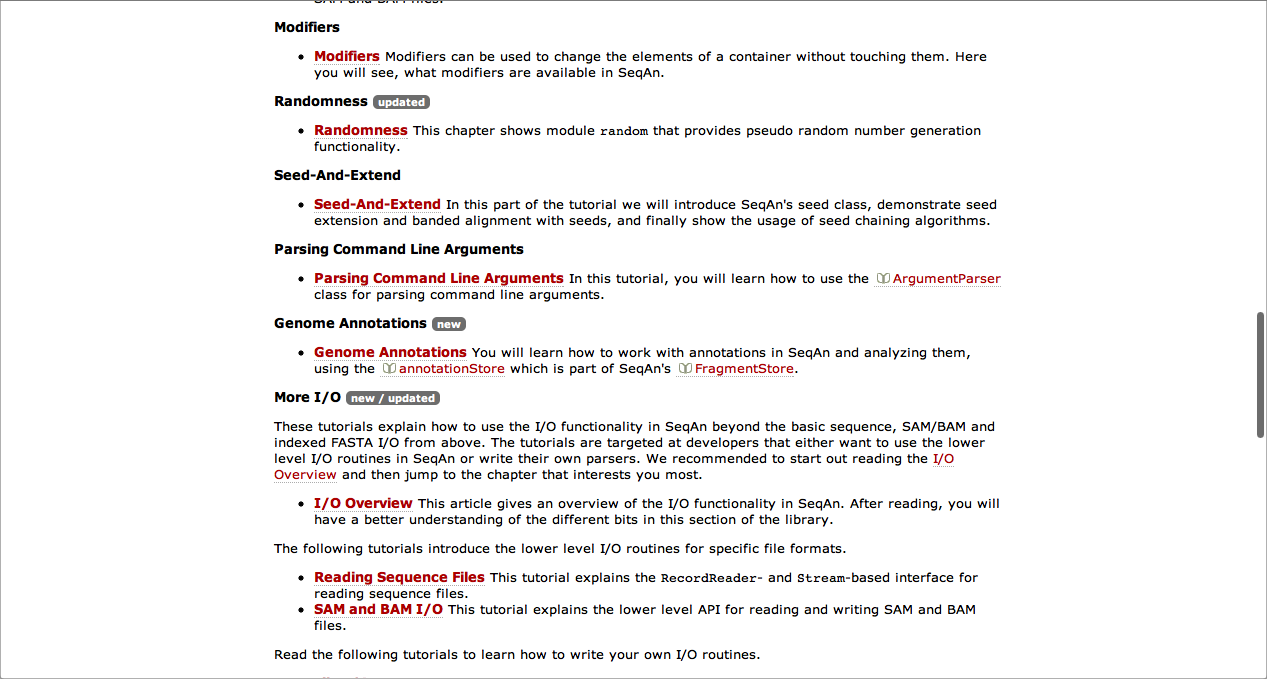 SAM and BAM files.
Modifiers
• Modifiers Modifiers can be used to change the elements of a container without touching them. Here
you will see, what modifiers are available in SeqAn.
Randomness updated
• Randomness This chapter shows module random that provides pseudo random number generation
functionality.
Seed-And-Extend
• Seed-And-Extend In this part of the tutorial we will introduce SeqAn's seed class, demonstrate seed
extension and banded alignment with seeds, and finally show the usage of seed chaining algorithms.
Parsing Command Line Arguments
• Parsing Command Line Arguments In this tutorial, you will learn how to use the ArgumentParser
class for parsing command line arguments.
Genome Annotations new
• Genome Annotations You will learn how to work with annotations in SeqAn and analyzing them,
using the annotationStore which is part of SeqAn's FragmentStore.
More I/O new / updated
These tutorials explain how to use the I/O functionality in SeqAn beyond the basic sequence, SAM/BAM and
indexed FASTA I/O from above. The tutorials are targeted at developers that either want to use the lower
level I/O routines in SeqAn or write their own parsers. We recommended to start out reading the I/O
Overview and then jump to the chapter that interests you most.
• I/O Overview This article gives an overview of the I/O functionality in SeqAn. After reading, you will
have a better understanding of the different bits in this section of the library.
The following tutorials introduce the lower level I/O routines for specific file formats.
• Reading Sequence Files This tutorial explains the RecordReader- and Stream-based interface for
reading sequence files.
• SAM and BAM I/O This tutorial explains the lower level API for reading and writing SAM and BAM
files.
Read the following tutorials to learn how to write your own I/O routines.